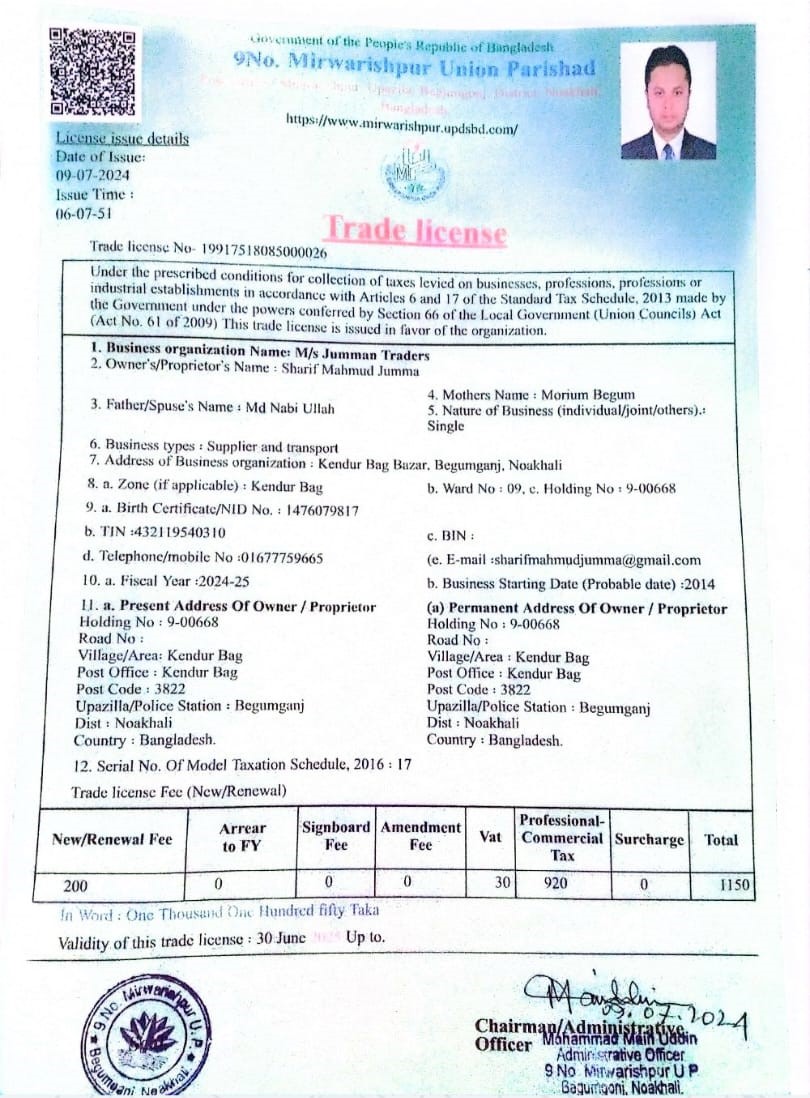 Government of the People's Republic of Bangladesh
9No. Mirwarishpur Union Parishad
Upazila Begumganj, District Noakhali,
Bangladesh.
https://www.mirwarishpur.updsbd.com/
License issue details
Date of Issue:
09-07-2024
Issue Time :
06-07-51
Trade license
Trade license No- 19917518085000026
Under the prescribed conditions for collection of taxes levied on businesses, professions, professions or
industrial establishments in accordance with Articles 6 and 17 of the Standard Tax Schedule, 2013 made by
the Government under the powers conferred by Section 66 of the Local Government (Union Councils) Act
(Act No. 61 of 2009) This trade license is issued in favor of the organization.
1. Business organization Name: M/s Jumman Traders
2. Owner's/Proprietor's Name : Sharif Mahmud Jumma
3. Father/Spuse's Name : Md Nabi Ullah
4. Mothers Name : Morium Begum
5. Nature of Business (individual/joint/others).:
Single
6. Business types : Supplier and transport
7. Address of Business organization : Kendur Bag Bazar, Begumganj, Noakhali
8. a. Zone (if applicable) : Kendur Bag
b. Ward No : 09, c. Holding No : 9-00668
9. a. Birth Certificate/NID No. : 1476079817
b. TIN :432119540310
c. BIN :
d. Telephone/mobile No :01677759665
(e. E-mail :sharifmahmudjumma@gmail.com
10. a. Fiscal Year :2024-25
b. Business Starting Date (Probable date) :2014
11. a. Present Address Of Owner / Proprietor
Holding No : 9-00668
Road No :
Village/Area: Kendur Bag
Post Office : Kendur Bag
Post Code : 3822
Upazilla/Police Station : Begumganj
Dist : Noakhali
Country : Bangladesh.
(a) Permanent Address Of Owner / Proprietor
Holding No : 9-00668
Road No :
Village/Area : Kendur Bag
Post Office : Kendur Bag
Post Code : 3822
Upazilla/Police Station : Begumganj
Dist : Noakhali
Country : Bangladesh.
12. Serial No. Of Model Taxation Schedule, 2016 : 17
Trade license Fee (New/Renewal)
New/Renewal Fee Arrear to FY Signboard Fee Amendment Fee Vat Professional-Commercial Tax Surcharge Total
200 0 0 0 30 920 0 1150
In Word : One Thousand One Hundred fifty Taka
Validity of this trade license : 30 June 2025 Up to.
9 No. Mirwarishpur U.P.
Begumganj Noakhali
09.07.2024
Chairman/Administrative
Officer
Mohammad Main Uddin
Administrative Officer
9 No Mirwarishpur U P
Begumgonj, Noakhali.